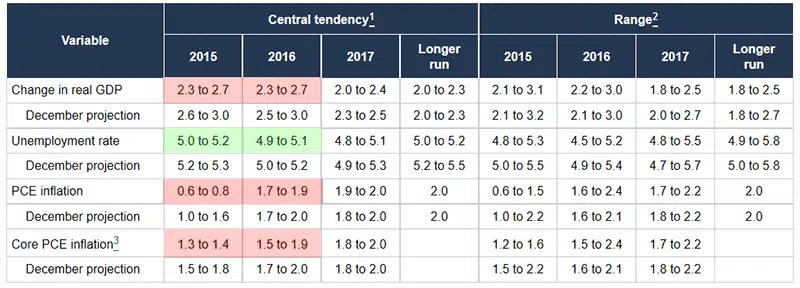 Variable Central tendency1 Range2
2015 2016 2017 Longer run 2015 2016 2017 Longer run
Change in real GDP 2.3 to 2.7 2.3 to 2.7 2.0 to 2.4 2.0 to 2.3 2.1 to 3.1 2.2 to 3.0 1.8 to 2.5 1.8 to 2.5
December projection 2.6 to 3.0 2.5 to 3.0 2.3 to 2.5 2.0 to 2.3 2.1 to 3.2 2.1 to 3.0 2.0 to 2.7 1.8 to 2.7
Unemployment rate 5.0 to 5.2 4.9 to 5.1 4.8 to 5.1 5.0 to 5.2 4.8 to 5.3 4.5 to 5.2 4.8 to 5.5 4.9 to 5.8
December projection 5.2 to 5.3 5.0 to 5.2 4.9 to 5.3 5.2 to 5.5 5.0 to 5.5 4.9 to 5.4 4.7 to 5.7 5.0 to 5.8
PCE inflation 0.6 to 0.8 1.7 to 1.9 1.9 to 2.0 2.0 0.6 to 1.5 1.6 to 2.4 1.7 to 2.2 2.0
December projection 1.0 to 1.6 1.7 to 2.0 1.8 to 2.0 2.0 1.0 to 2.2 1.6 to 2.1 1.8 to 2.2 2.0
Core PCE inflation3 1.3 to 1.4 1.5 to 1.9 1.8 to 2.0 1.2 to 1.6 1.5 to 2.4 1.7 to 2.2
December projection 1.5 to 1.8 1.7 to 2.0 1.8 to 2.0 1.5 to 2.2 1.6 to 2.1 1.8 to 2.2